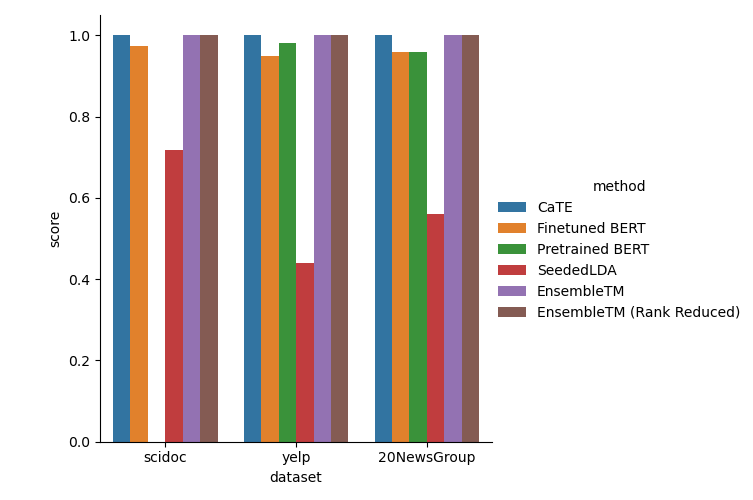 1.0
0.8
0.6
0.4
0.2
0.0
score
scidoc
yelp
20NewsGroup
dataset
method
CaTE
Finetuned BERT
Pretrained BERT
SeededLDA
EnsembleTM
EnsembleTM (Rank Reduced)